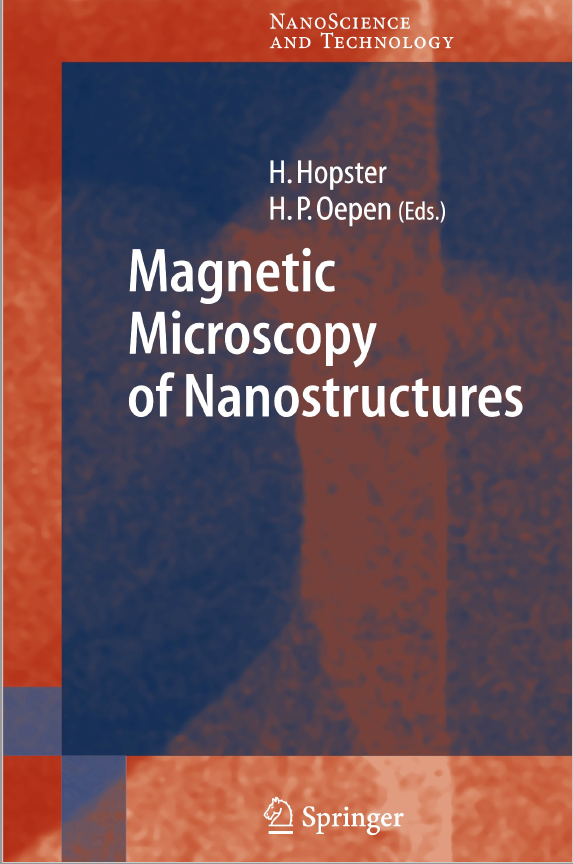 NANOSCIENCE
AND TECHNOLOGY
H. Hopster
H. P. Oepen (Eds.)
Magnetic
Microscopy
of Nanostructures
Springer